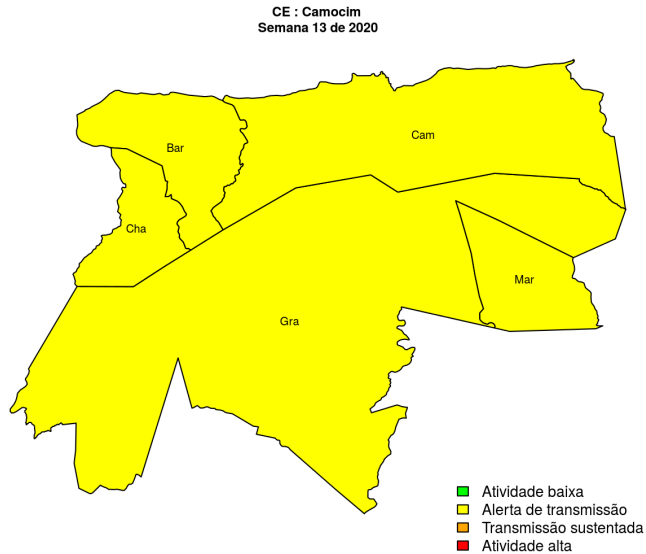 CE : Camocim
Semana 13 de 2020
Cam
Bar
Cha
Mar
Gra
Atividade baixa
Alerta de transmissão
Transmissão sustentada
Atividade alta